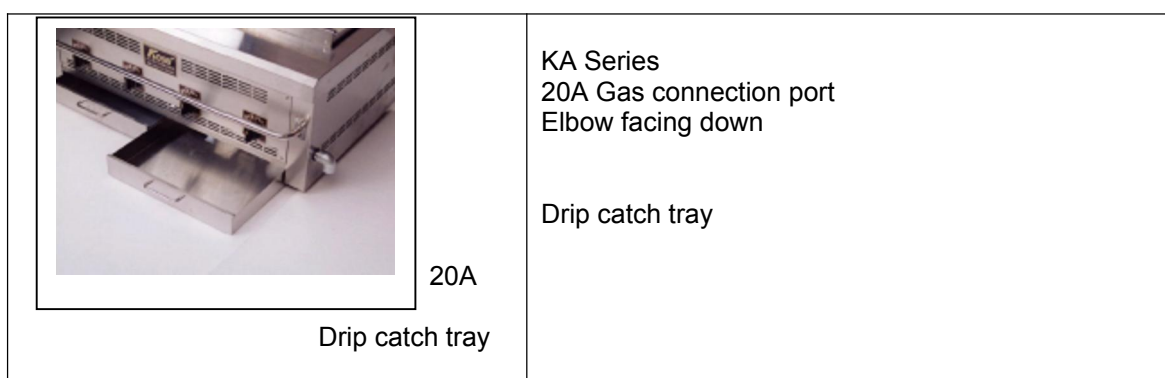 20A
Drip catch tray
KA Series
20A Gas connection port
Elbow facing down
Drip catch tray